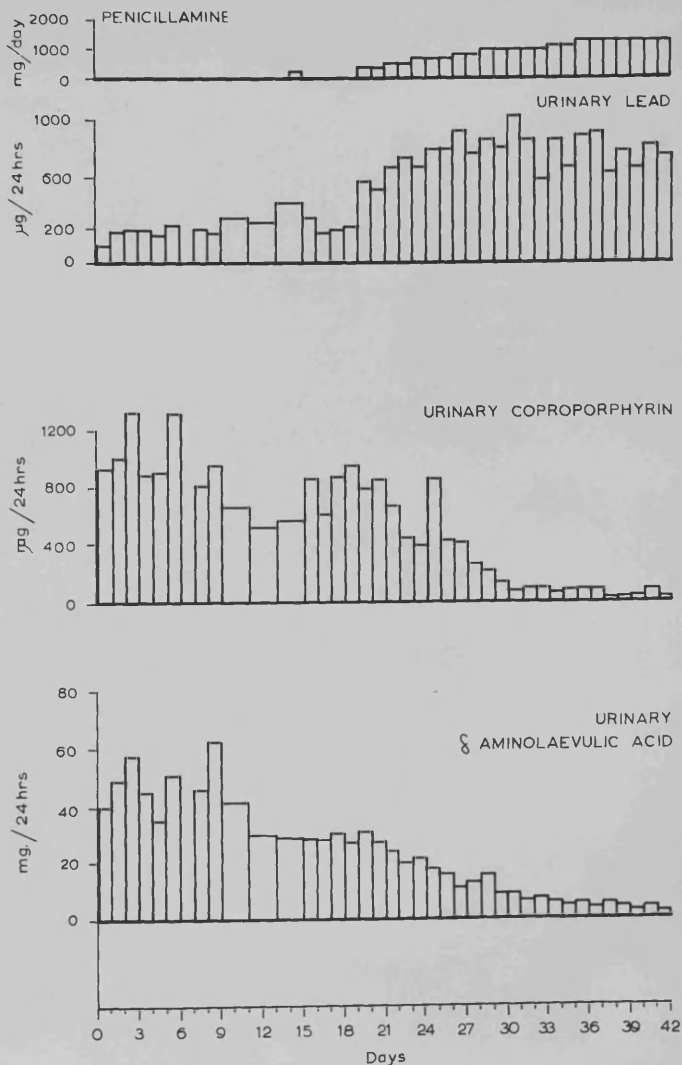 PENICILLAMINE
mg/day
2000
1000
0
URINARY LEAD
µg/24hrs
1000
600
200
0
URINARY COPROPORPHYRIN
µg/24hrs
1200
800
400
0
URINARY
δ AMINOLAEVULIC ACID
mg./24hrs
80
60
40
20
0
0 3 6 9 12 15 18 21 24 27 30 33 36 39 42
Days